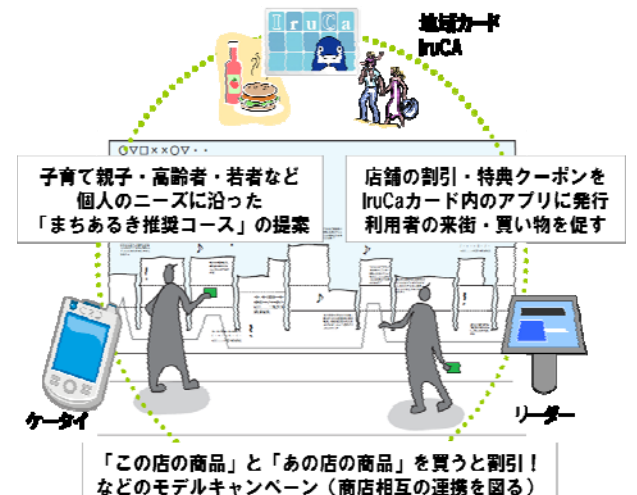 IruCa
地域カード
IruCA
○▽□××○▽・・
子育て親子・高齢者・若者など
個人のニーズに沿った
「まちあるき推奨コース」の提案
店舗の割引・特典クーポンを
IruCaカード内のアプリに発行
利用者の来街・買い物を促す
ケータイ
リーダー
「この店の商品」と「あの店の商品」を買うと割引！
などのモデルキャンペーン（商店相互の連携を図る）